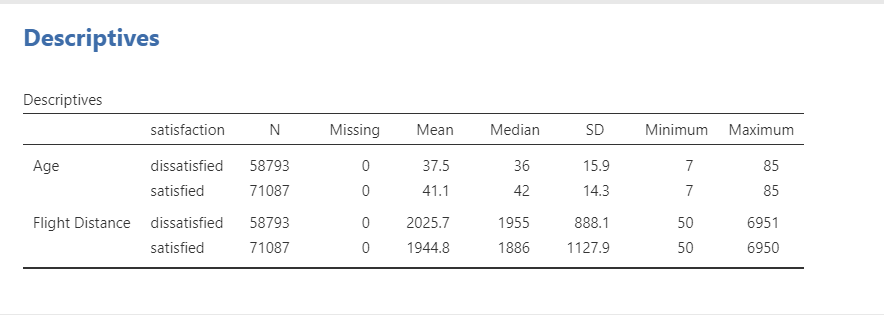 Descriptives
Descriptives
satisfaction N Missing Mean Median SD Minimum Maximum
Age dissatisfied 58793 0 37.5 36 15.9 7 85
satisfied 71087 0 41.1 42 14.3 7 85
Flight Distance dissatisfied 58793 0 2025.7 1955 888.1 50 6951
satisfied 71087 0 1944.8 1886 1127.9 50 6950